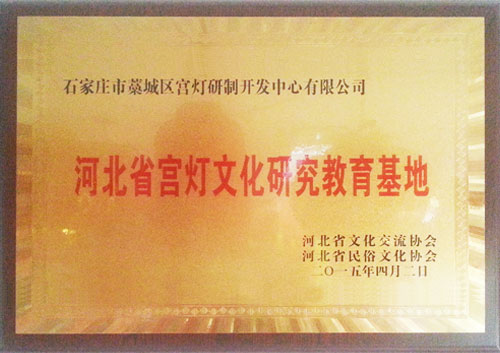 石家庄市藁城区宫灯研制开发中心有限公司
河北省宫灯文化研究教育基地
河北省文化交流协会
河北省民俗文化协会
二〇一五年四月二日